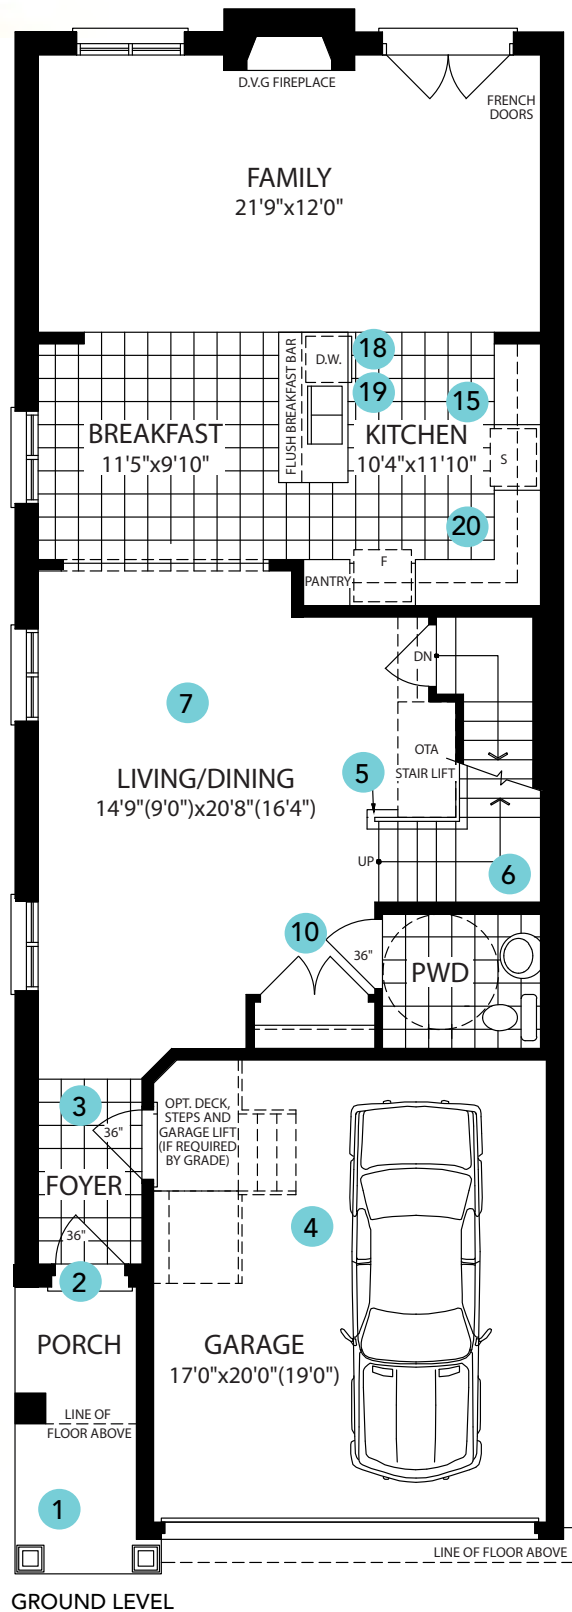 D.V.G FIREPLACE
FRENCH
DOORS
FAMILY
21'9"x12'0"
FLUSH BREAKFAST BAR
D.W.
18
19
15
BREAKFAST
11'5"x9'10"
KITCHEN
10'4"x11'10"
S
20
F
PANTRY
DN
7
OTA
STAIR LIFT
5
LIVING/DINING
14'9"(9'0")x20'8"(16'4")
UP
6
10
36"
PWD
3
36"
OPT. DECK,
STEPS AND
GARAGE LIFT
(IF REQUIRED
BY GRADE)
FOYER
4
36"
2
PORCH
GARAGE
17'0"x20'0"(19'0")
LINE OF
FLOOR ABOVE
1
LINE OF FLOOR ABOVE
GROUND LEVEL